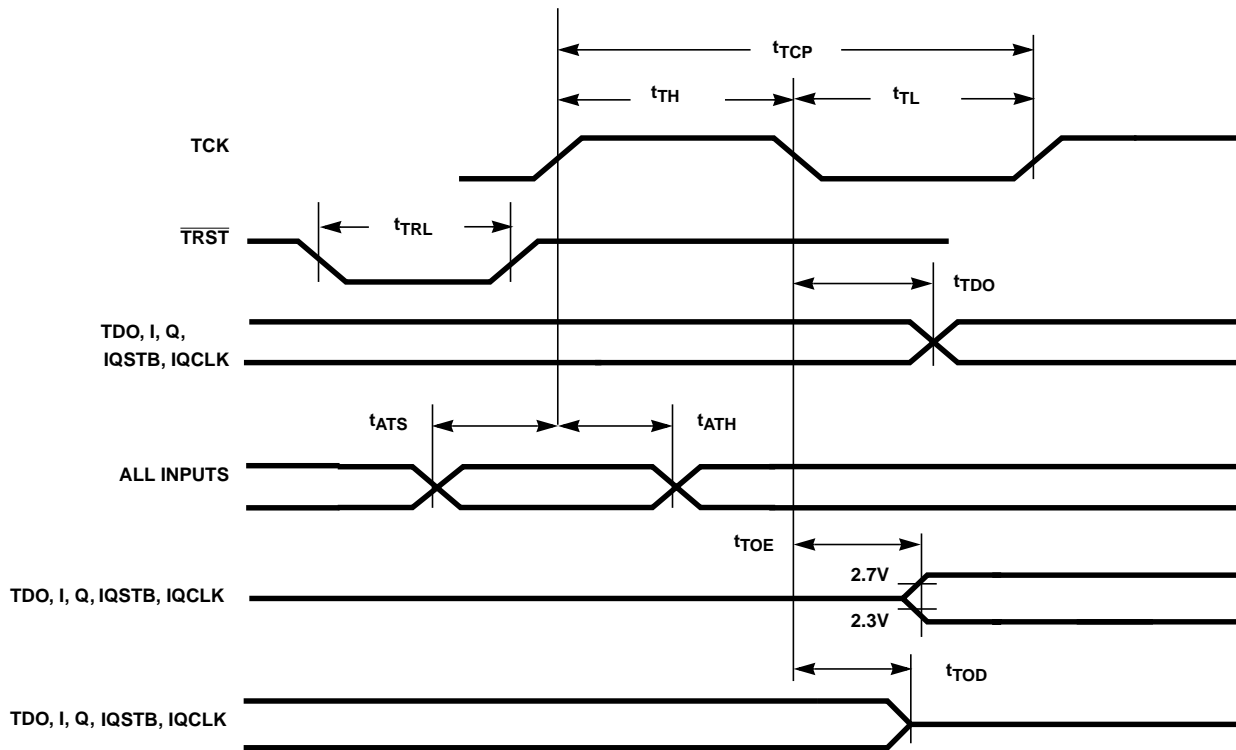 tTCP
tTH
tTL
TCK
tTRL
TRST
tTDO
TDO, I, Q,
IQSTB, IQCLK
tATS
tATH
ALL INPUTS
tTOE
2.7V
TDO, I, Q, IQSTB, IQCLK
2.3V
tTOD
TDO, I, Q, IQSTB, IQCLK